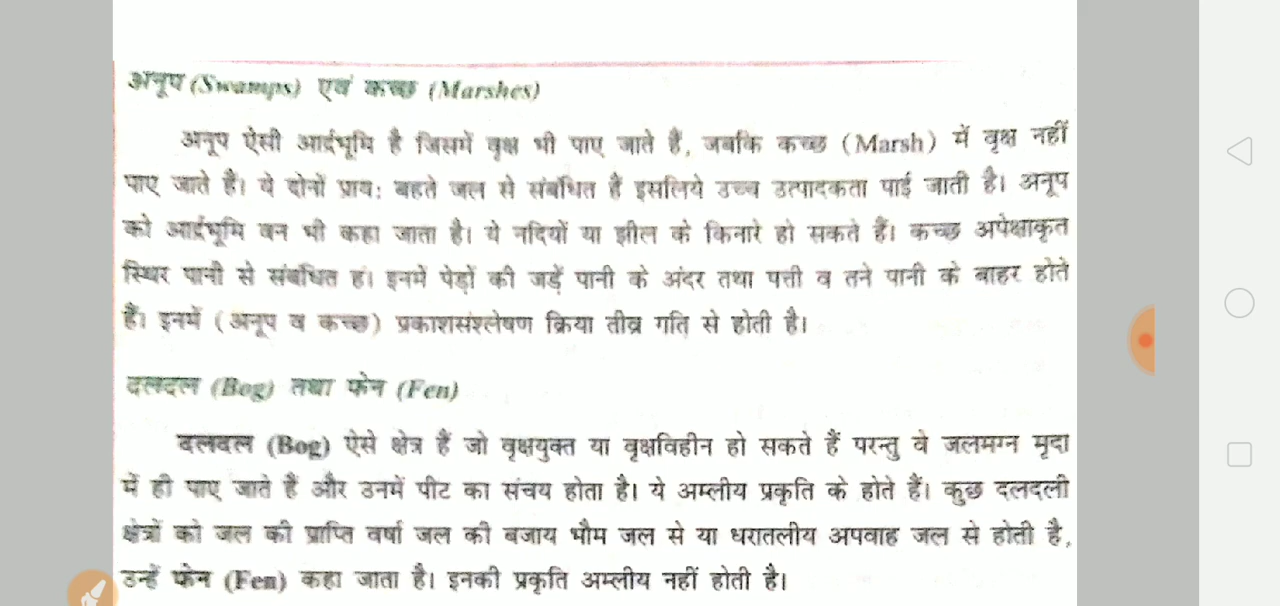 अनूप (Swamps) एवं कच्छ (Marshes)
अनूप ऐसी आर्द्रभूमि है जिसमें वृक्ष भी पाए जाते हैं, जबकि कच्छ (Marsh) में वृक्ष नहीं
पाए जाते है। ये दोनों प्राय: बहते जल से संबंधित हैं इसलिये उच्च उत्पादकता पाई जाती है। अनूप
को आर्द्रभूमि वन भी कहा जाता है। ये नदियों या झील के किनारे हो सकते हैं। कच्छ अपेक्षाकृत
स्थिर पानी से संबंधित हं। इनमें पेड़ों की जड़ें पानी के अंदर तथा पत्ती व तने पानी के बाहर होते
हैं। इनमें (अनूप व कच्छ) प्रकाशसंश्लेषण क्रिया तीव्र गति से होती है।
दलदल (Bog) तथा फेन (Fen)
दलदल (Bog) ऐसे क्षेत्र हैं जो वृक्षयुक्त या वृक्षविहीन हो सकते हैं परन्तु वे जलमग्न मृदा
में ही पाए जाते हैं और उनमें पीट का संचय होता है। ये अम्लीय प्रकृति के होते हैं। कुछ दलदली
क्षेत्रों को जल की प्राप्ति वर्षा जल की बजाय भौम जल से या धरातलीय अपवाह जल से होती है,
उन्हें फेन (Fen) कहा जाता है। इनकी प्रकृति अम्लीय नहीं होती है।